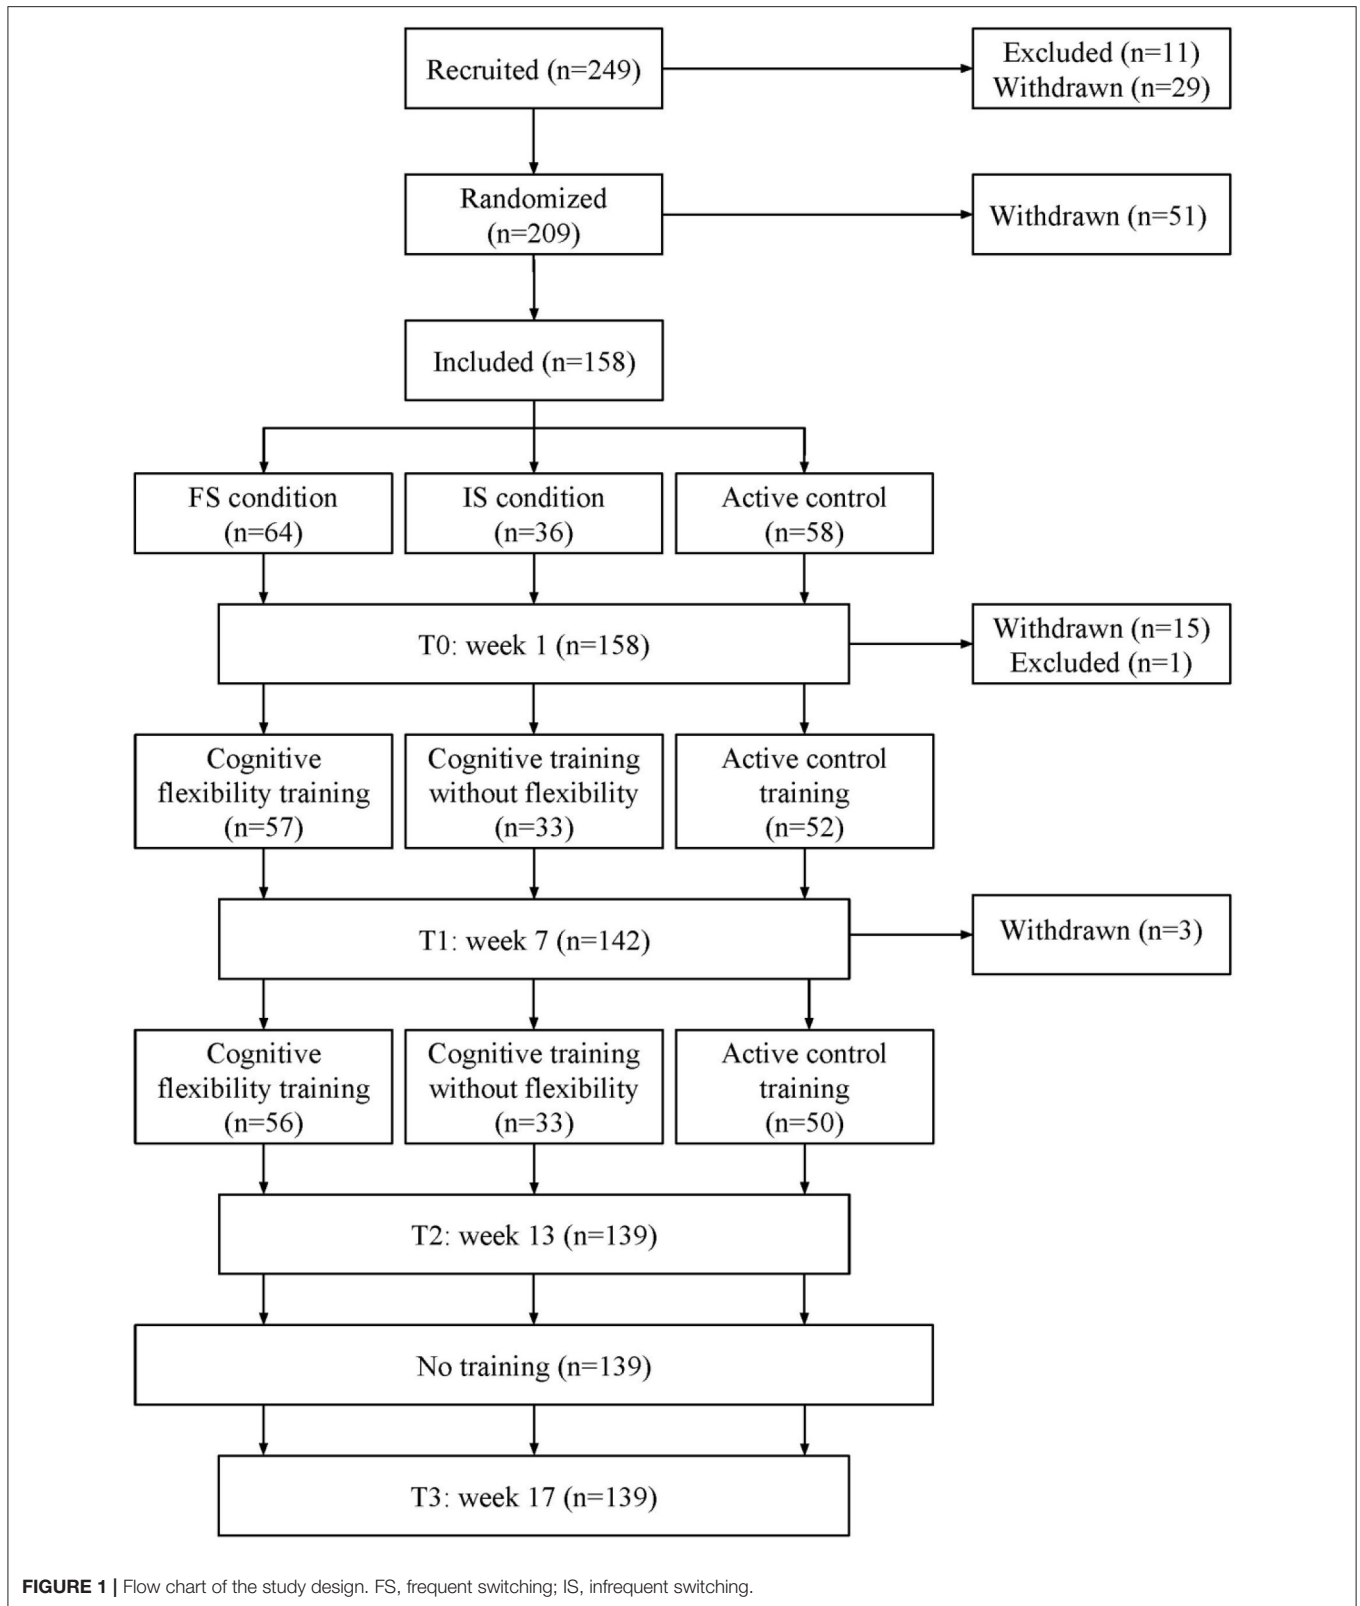 Recruited (n=249)
Excluded (n=11)
Withdrawn (n=29)
Randomized
(n=209)
Withdrawn (n=51)
Included (n=158)
FS condition
(n=64)
IS condition
(n=36)
Active control
(n=58)
T0: week 1 (n=158)
Withdrawn (n=15)
Excluded (n=1)
Cognitive
flexibility training
(n=57)
Cognitive training
without flexibility
(n=33)
Active control
training
(n=52)
T1: week 7 (n=142)
Withdrawn (n=3)
Cognitive
flexibility training
(n=56)
Cognitive training
without flexibility
(n=33)
Active control
training
(n=50)
T2: week 13 (n=139)
No training (n=139)
T3: week 17 (n=139)
FIGURE 1 | Flow chart of the study design. FS, frequent switching; IS, infrequent switching.